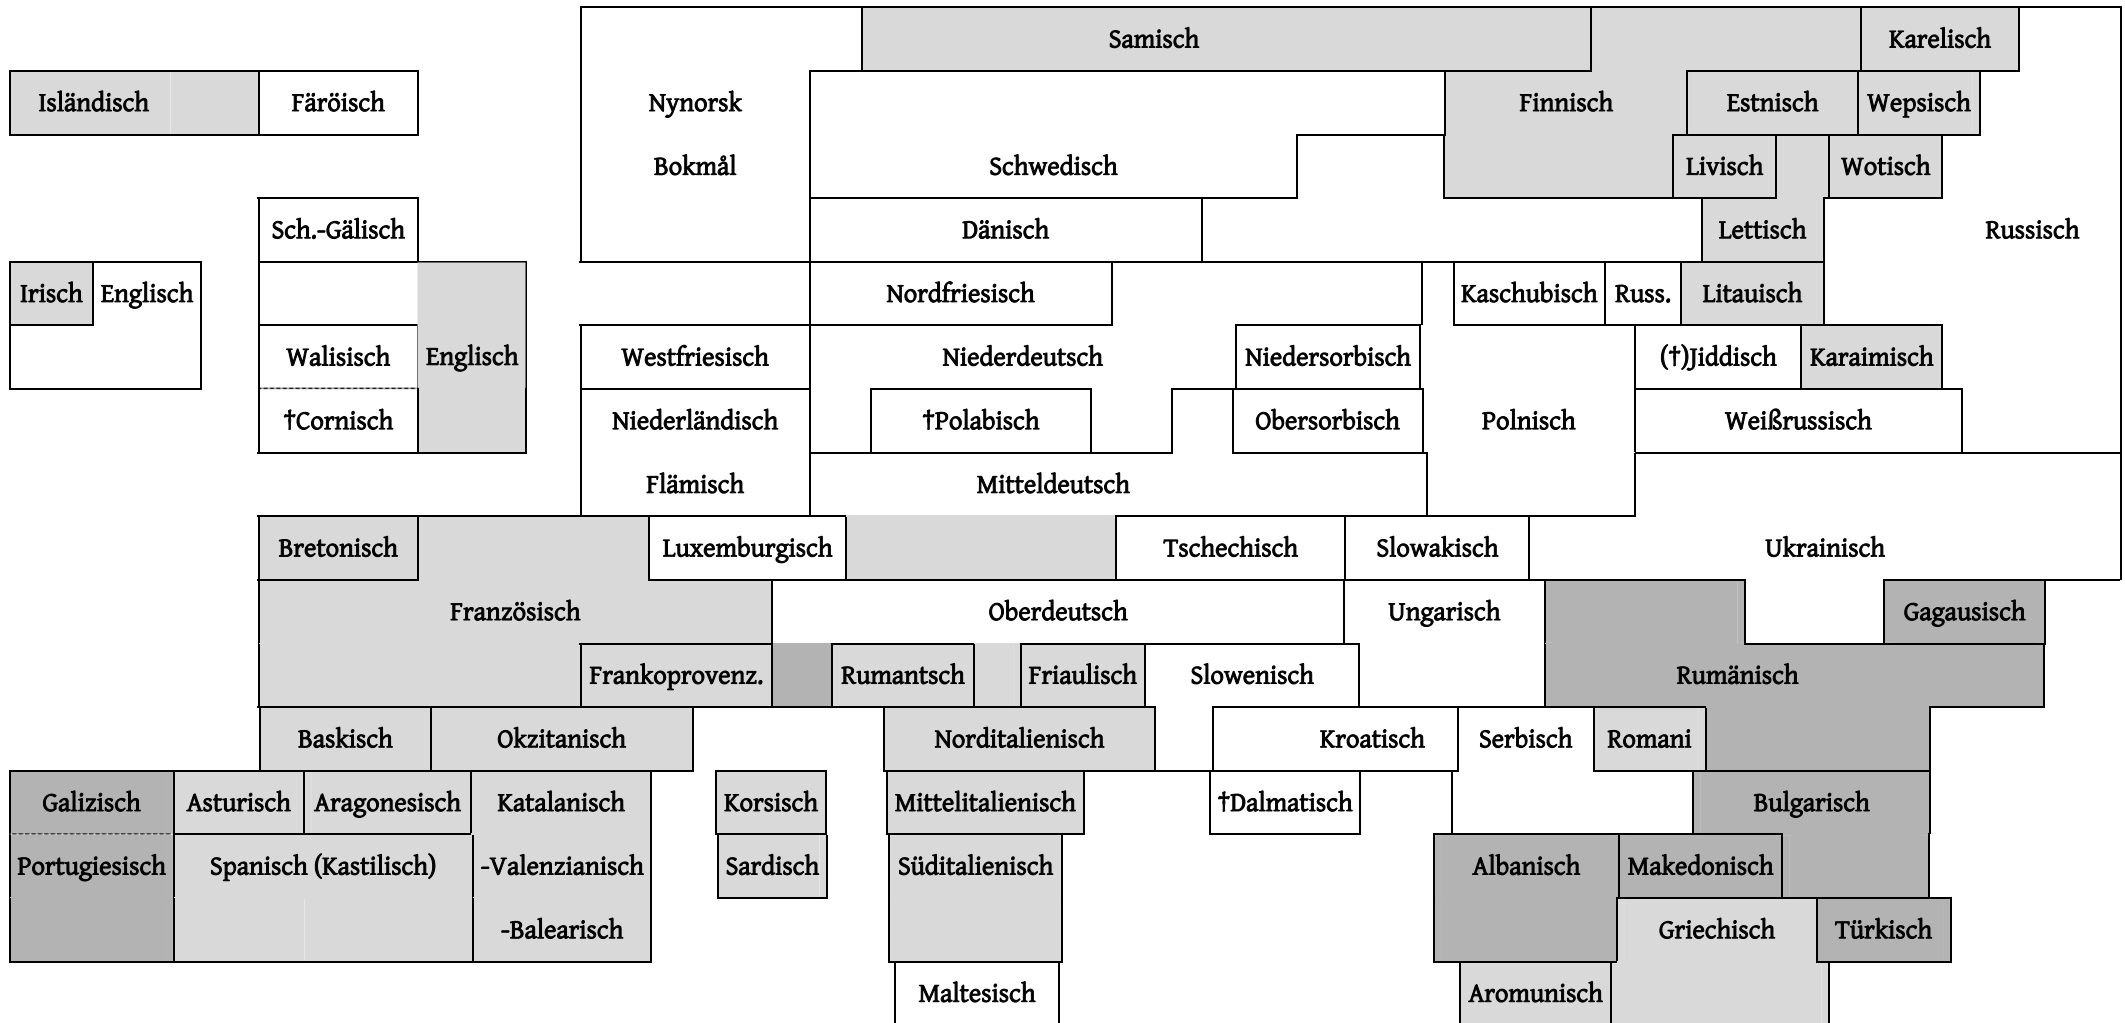 Samisch Karelisch
Isländisch Färöisch Nynorsk Finnisch Estnisch Wepsisch
Bokmål Schwedisch Livisch Wotisch
Sch.-Gälisch Dänisch Lettisch Russisch
Irisch Englisch Nordfriesisch Kaschubisch Russ. Litauisch
Walisisch Englisch Westfriesisch Niederdeutsch Niedersorbisch (†)Jiddisch Karaimisch
†Cornisch Niederländisch †Polabisch Obersorbisch Polnisch Weißrussisch
Flämisch Mitteldeutsch
Bretonisch Luxemburgisch Tschechisch Slowakisch Ukrainisch
Französisch Oberdeutsch Ungarisch Gagausisch
Frankoprovenz. Rumantsch Friaulisch Slowenisch Rumänisch
Baskisch Okzitanisch Norditalienisch Kroatisch Serbisch Romani
Galizisch Asturisch Aragonesisch Katalanisch Korsisch Mittelitalienisch †Dalmatisch Bulgarisch
Portugiesisch Spanisch (Kastilisch) -Valenzianisch Sardisch Süditalienisch Albanisch Makedonisch
-Balearisch Griechisch Türkisch
Maltesisch Aromunisch